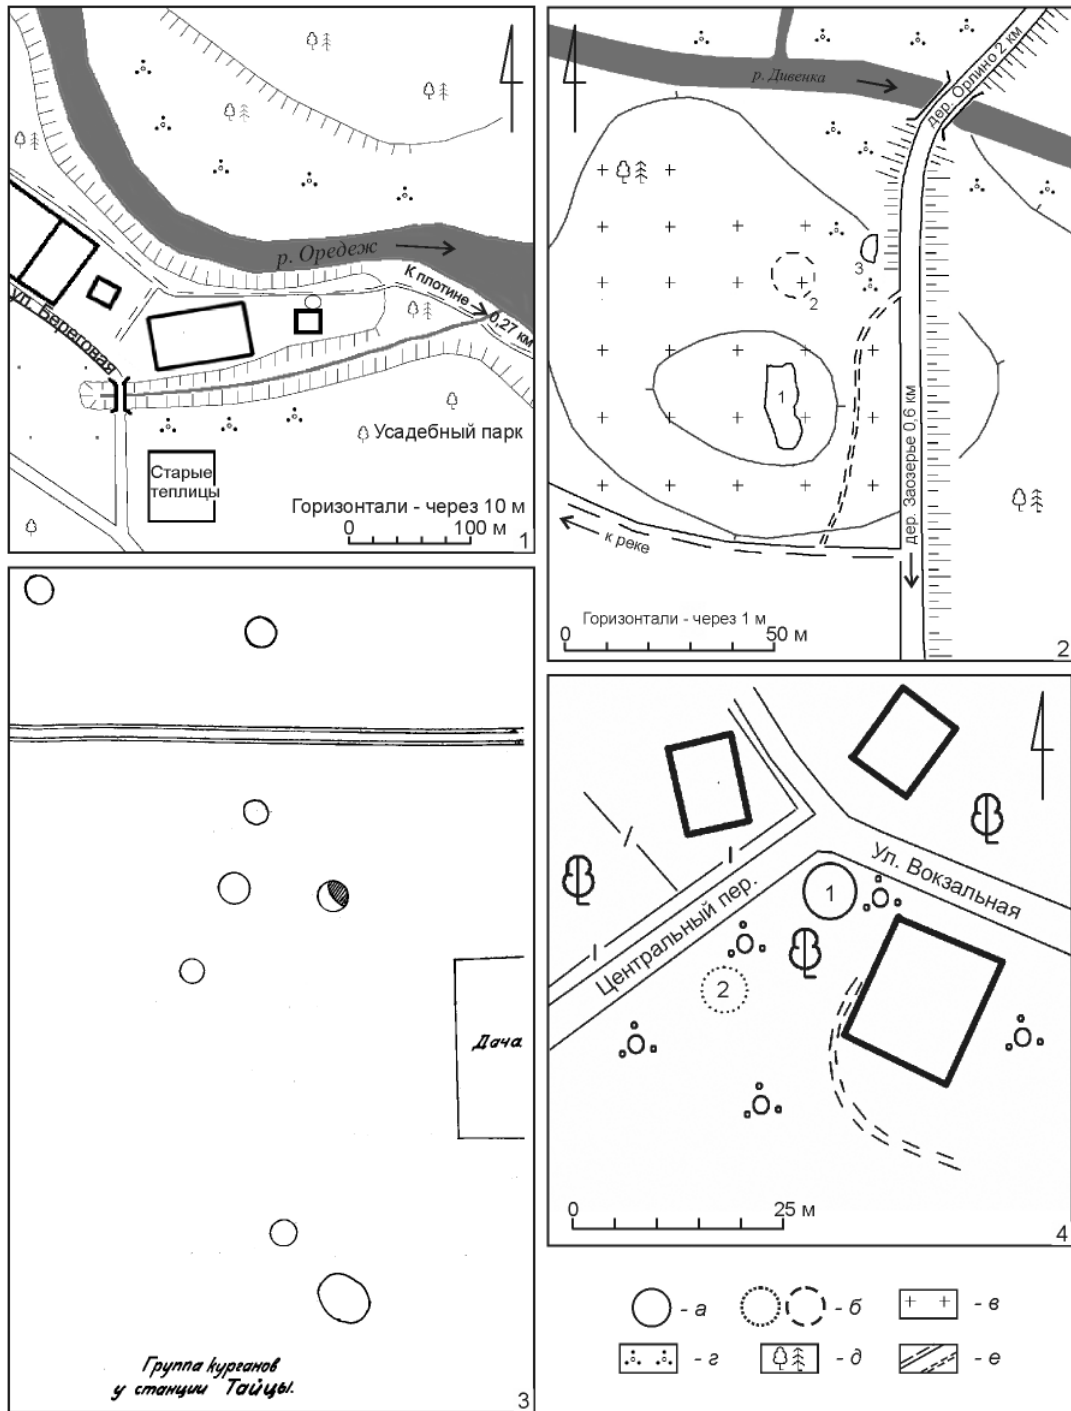 р. Оредеж
К плотине
0,27 км
ул. Береговая
Усадебный парк
Старые
теплицы
Горизонтали - через 10 м
0 100 м
1
р. Дивенка
дер. Орлино 2 км
3
2
1
дер. Заозерье 0,6 км
к реке
Горизонтали - через 1 м
0 50 м
2
Дача
Группа курганов
у станции Тайцы.
3
Ул. Вокзальная
Центральный пер.
1
2
0 25 м
4
- а - б - в
- г - д - е